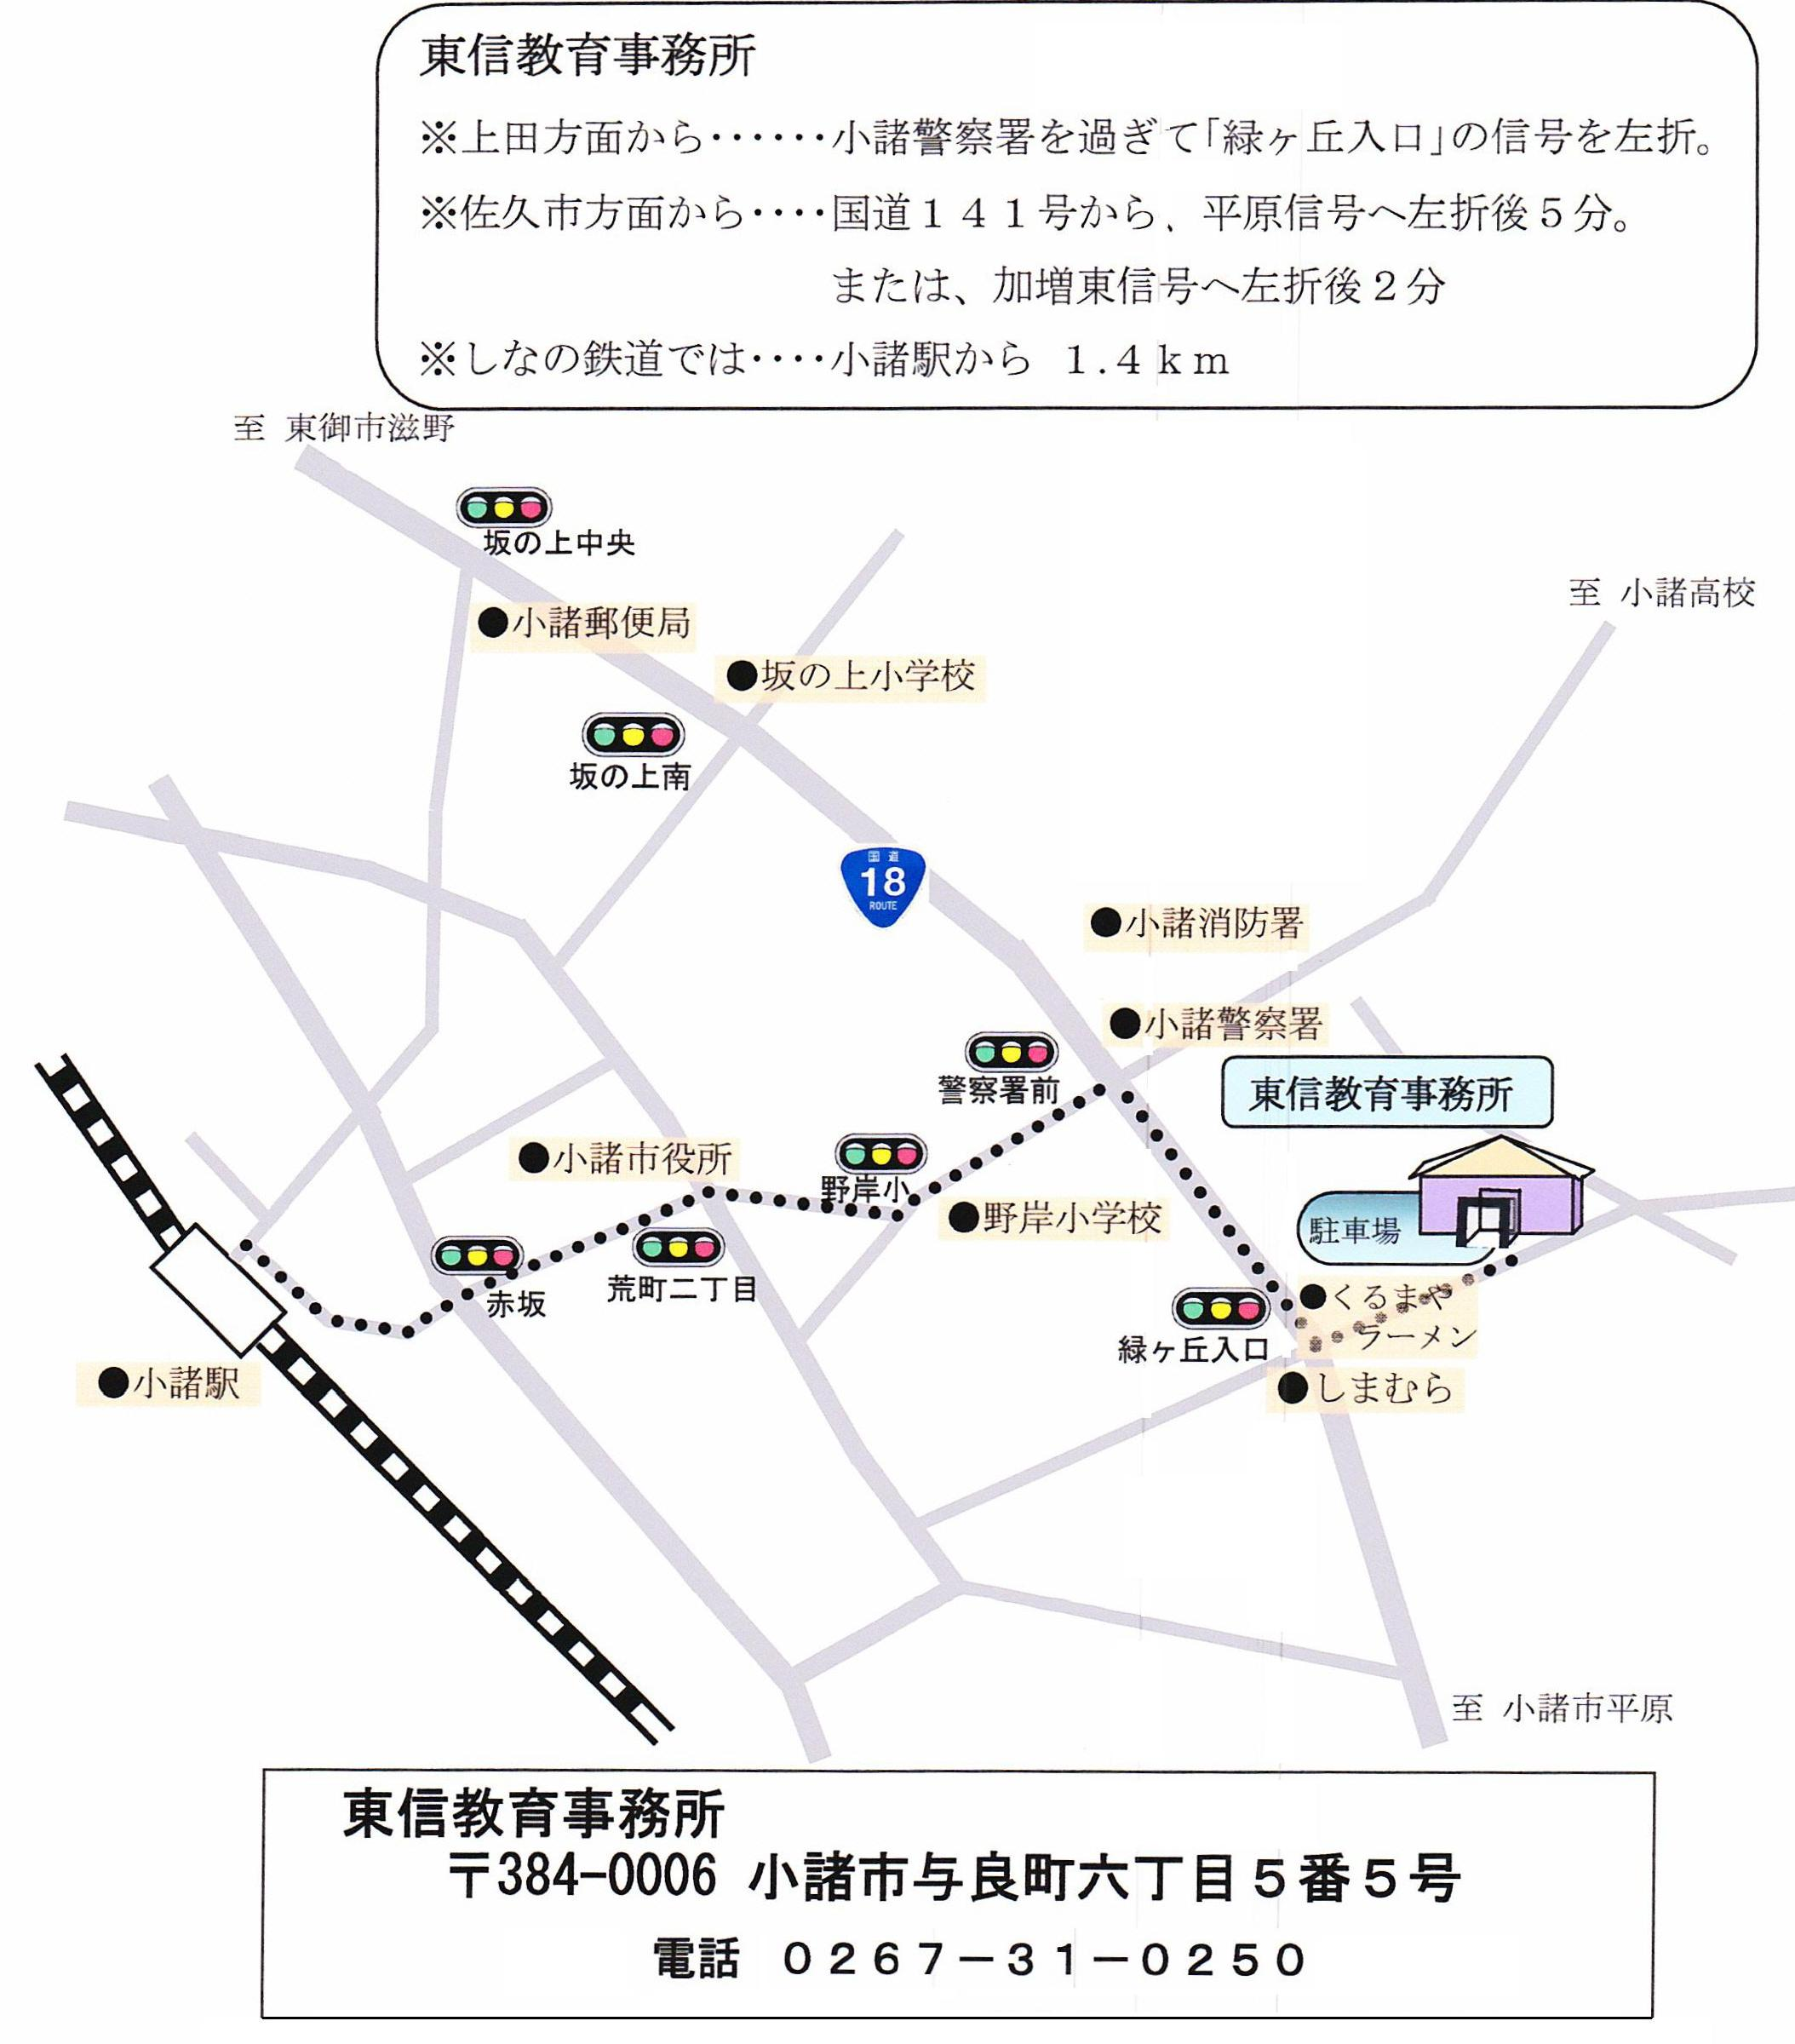 東信教育事務所
※上田方面から‥‥‥小諸警察署を過ぎて｢緑ヶ丘入口｣の信号を左折。
※佐久市方面から‥‥国道１４１号から、平原信号へ左折後５分。
または、加増東信号へ左折後２分
※しなの鉄道では‥‥小諸駅から 1.4ｋｍ
至 東御市滋野
坂の上中央
至 小諸高校
●小諸郵便局
●坂の上小学校
坂の上南
国道
18
ROUTE
●小諸消防署
●小諸警察署
警察署前
東信教育事務所
●小諸市役所
野岸小
●野岸小学校
駐車場
荒町二丁目
赤坂
●くるまや
ラーメン
緑ヶ丘入口
●小諸駅
●しまむら
至 小諸市平原
東信教育事務所
〒384-0006 小諸市与良町六丁目５番５号
電話 ０２６７－３１－０２５０